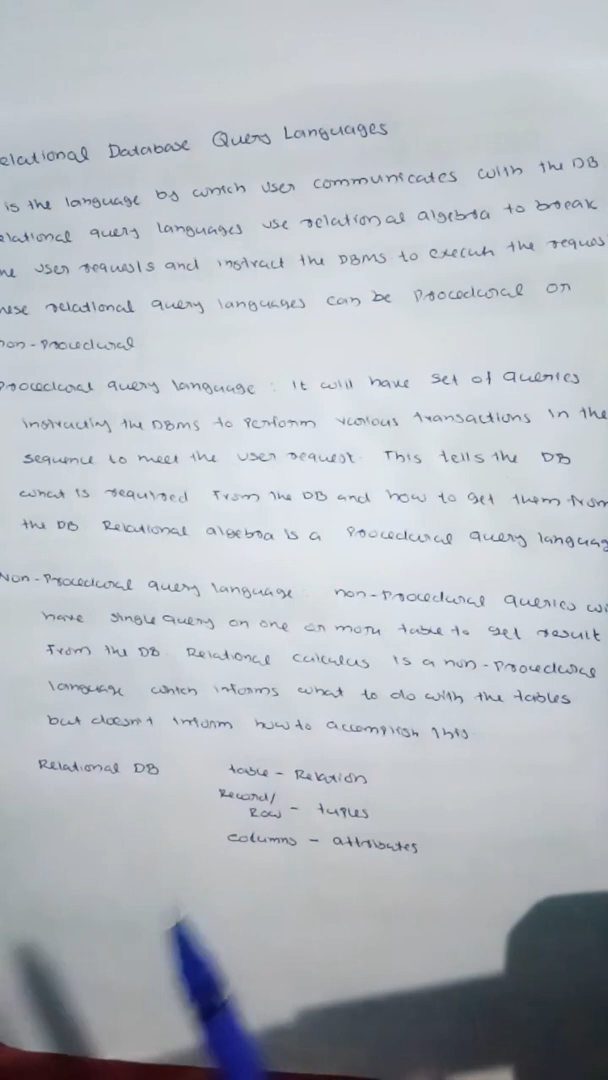 elational Database Query Languages
is the language by which user communicates with the DB
elational query languages use relational algebra to break
he user requests and instruct the DBMS to execute the reques
hese relational query languages can be Procedural or
non-Procedural
Procedural query language : It will have set of queries
instructing the DBMS to perform various transactions in the
sequence to meet the user request. This tells the DB
what is required from the DB and how to get them from
the DB Relational algebra is a Procedural query languag
Non-Procedural query language non-procedural queries wi
have single query on one or more table to get result
from the DB Relational calculus is a non-Procedural
language which informs what to do with the tables
but doesn't inform how to accomplish this
Relational DB table - Relation
Record/
Row - tuples
columns - attributes